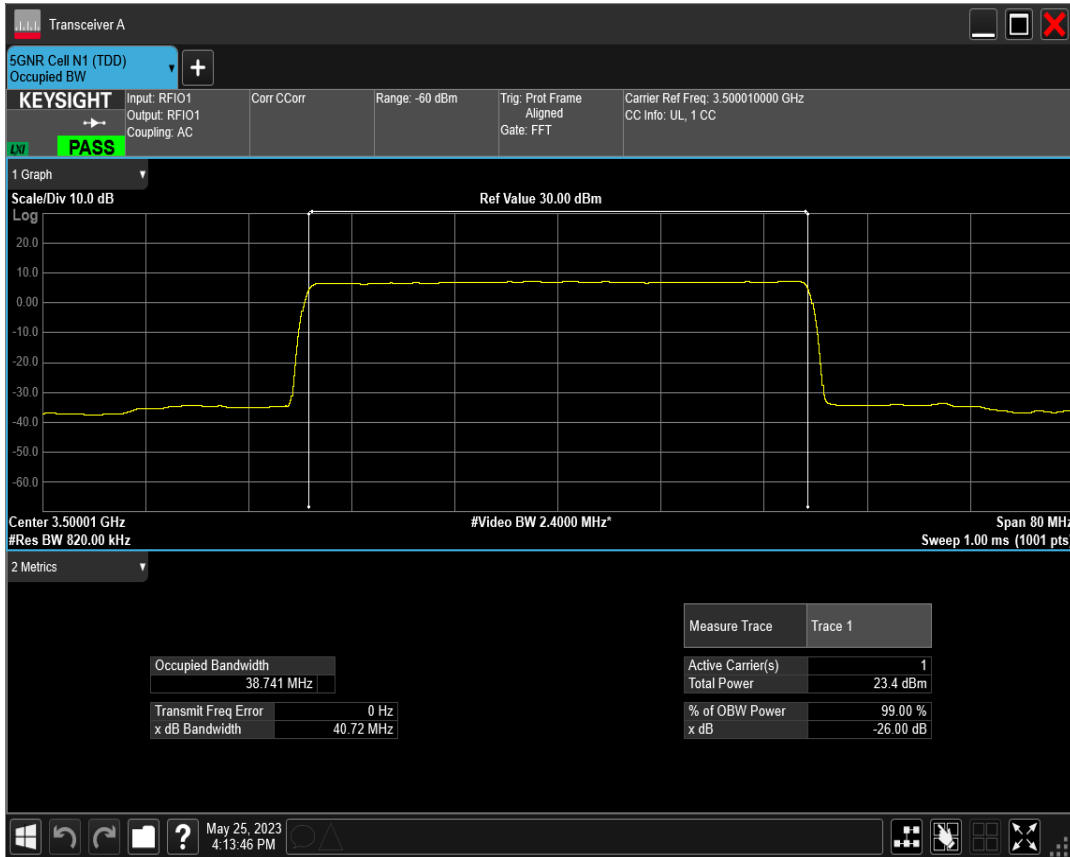 Transceiver A
5GNR Cell N1 (TDD)
Occupied BW
+
KEYSIGHT
LXI
PASS
Input: RFIO1
Output: RFIO1
Coupling: AC
Corr CCorr
Range: -60 dBm
Trig: Prot Frame
Aligned
Gate: FFT
Carrier Ref Freq: 3.500010000 GHz
CC Info: UL, 1 CC
1 Graph
Scale/Div 10.0 dB
Ref Value 30.00 dBm
Log
20.0
10.0
0.00
-10.0
-20.0
-30.0
-40.0
-50.0
-60.0
Center 3.50001 GHz
#Video BW 2.4000 MHz*
Span 80 MHz
#Res BW 820.00 kHz
Sweep 1.00 ms (1001 pts)
2 Metrics
Measure Trace Trace 1
Occupied Bandwidth
38.741 MHz
Active Carrier(s) 1
Total Power 23.4 dBm
Transmit Freq Error 0 Hz
x dB Bandwidth 40.72 MHz
% of OBW Power 99.00 %
x dB -26.00 dB
?
May 25, 2023
4:13:46 PM